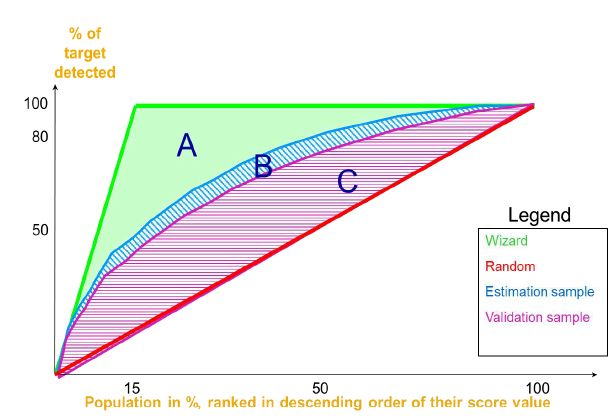 % of
target
detected
100
80
50
A
B
C
Legend
Wizard
Random
Estimation sample
Validation sample
15
50
100
Population in %, ranked in descending order of their score value